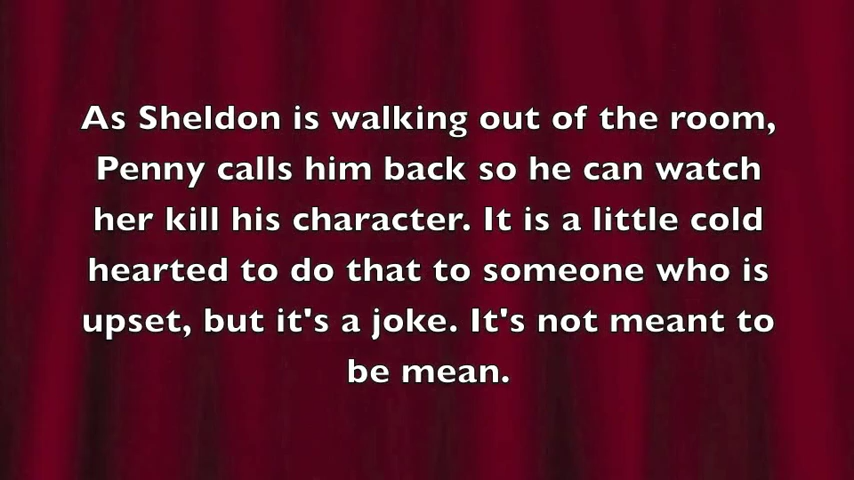 As Sheldon is walking out of the room,
Penny calls him back so he can watch
her kill his character. It is a little cold
hearted to do that to someone who is
upset, but it's a joke. It's not meant to
be mean.